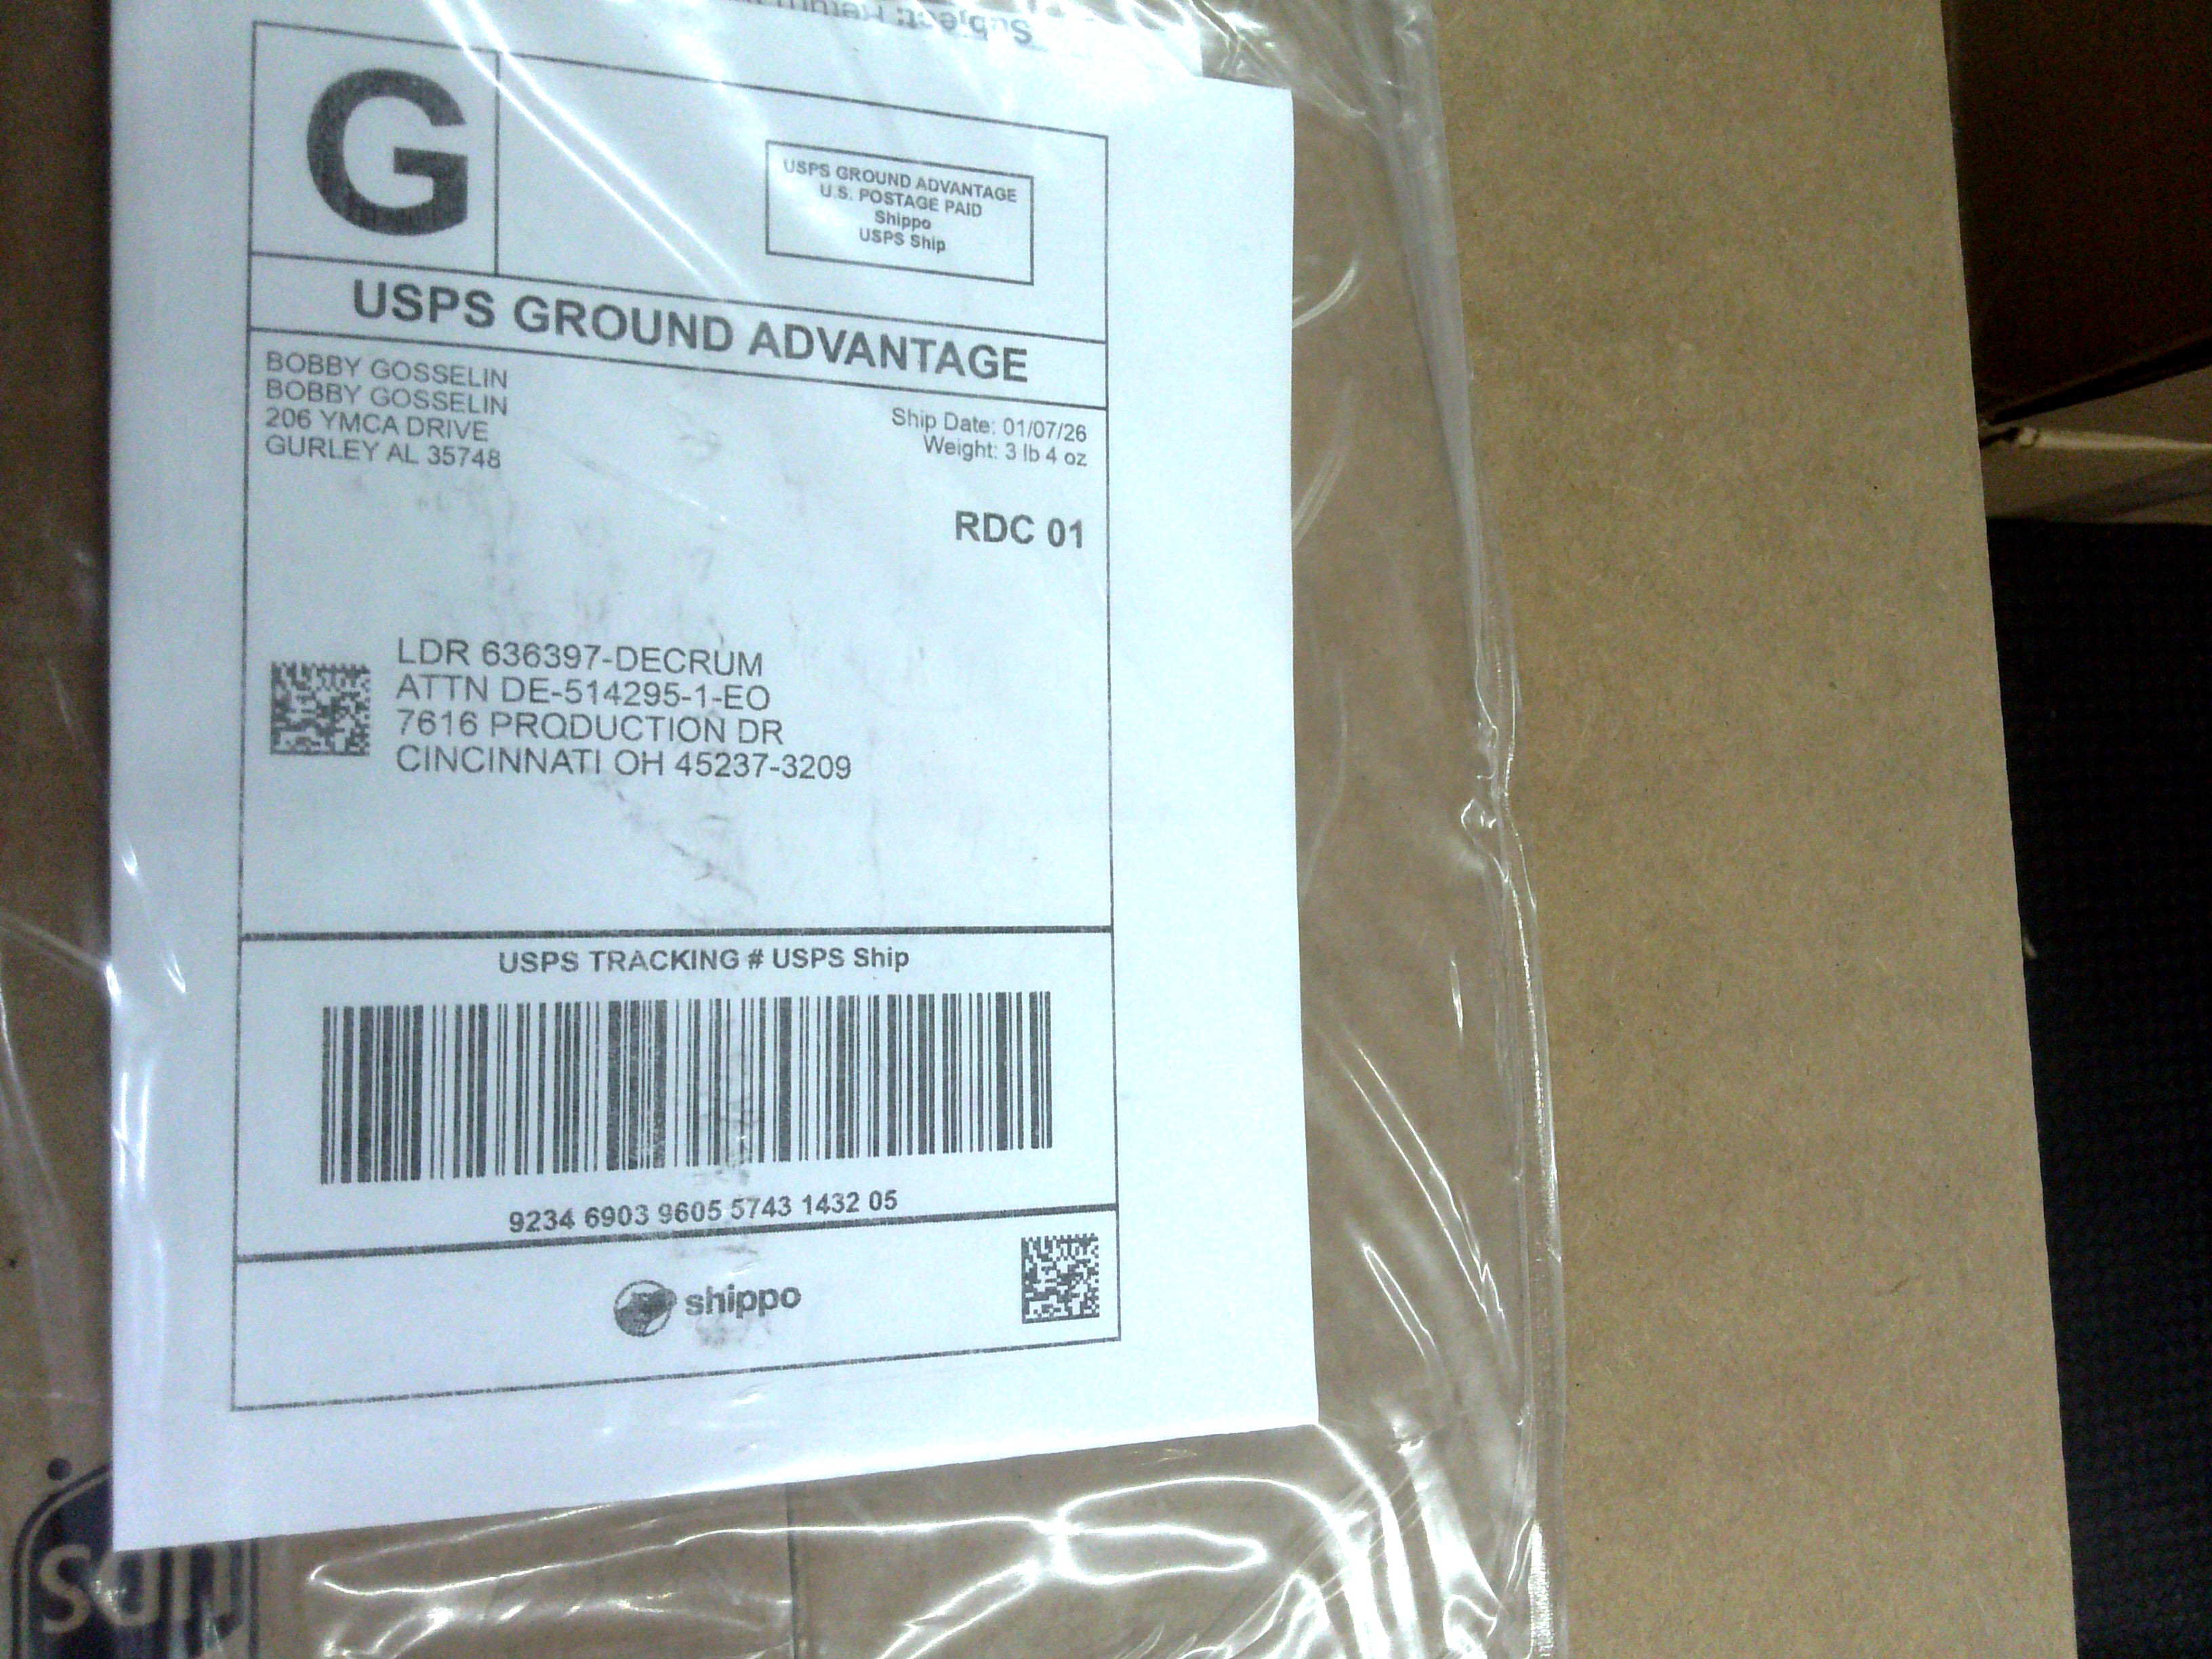 Subject: Return
G
USPS GROUND ADVANTAGE
U.S. POSTAGE PAID
Shippo
USPS Ship
USPS GROUND ADVANTAGE
BOBBY GOSSELIN
BOBBY GOSSELIN
206 YMCA DRIVE
GURLEY AL 35748
Ship Date: 01/07/26
Weight: 3 lb 4 oz
RDC 01
LDR 636397-DECRUM
ATTN DE-514295-1-EO
7616 PRODUCTION DR
CINCINNATI OH 45237-3209
USPS TRACKING # USPS Ship
9234 6903 9605 5743 1432 05
shippo
ups